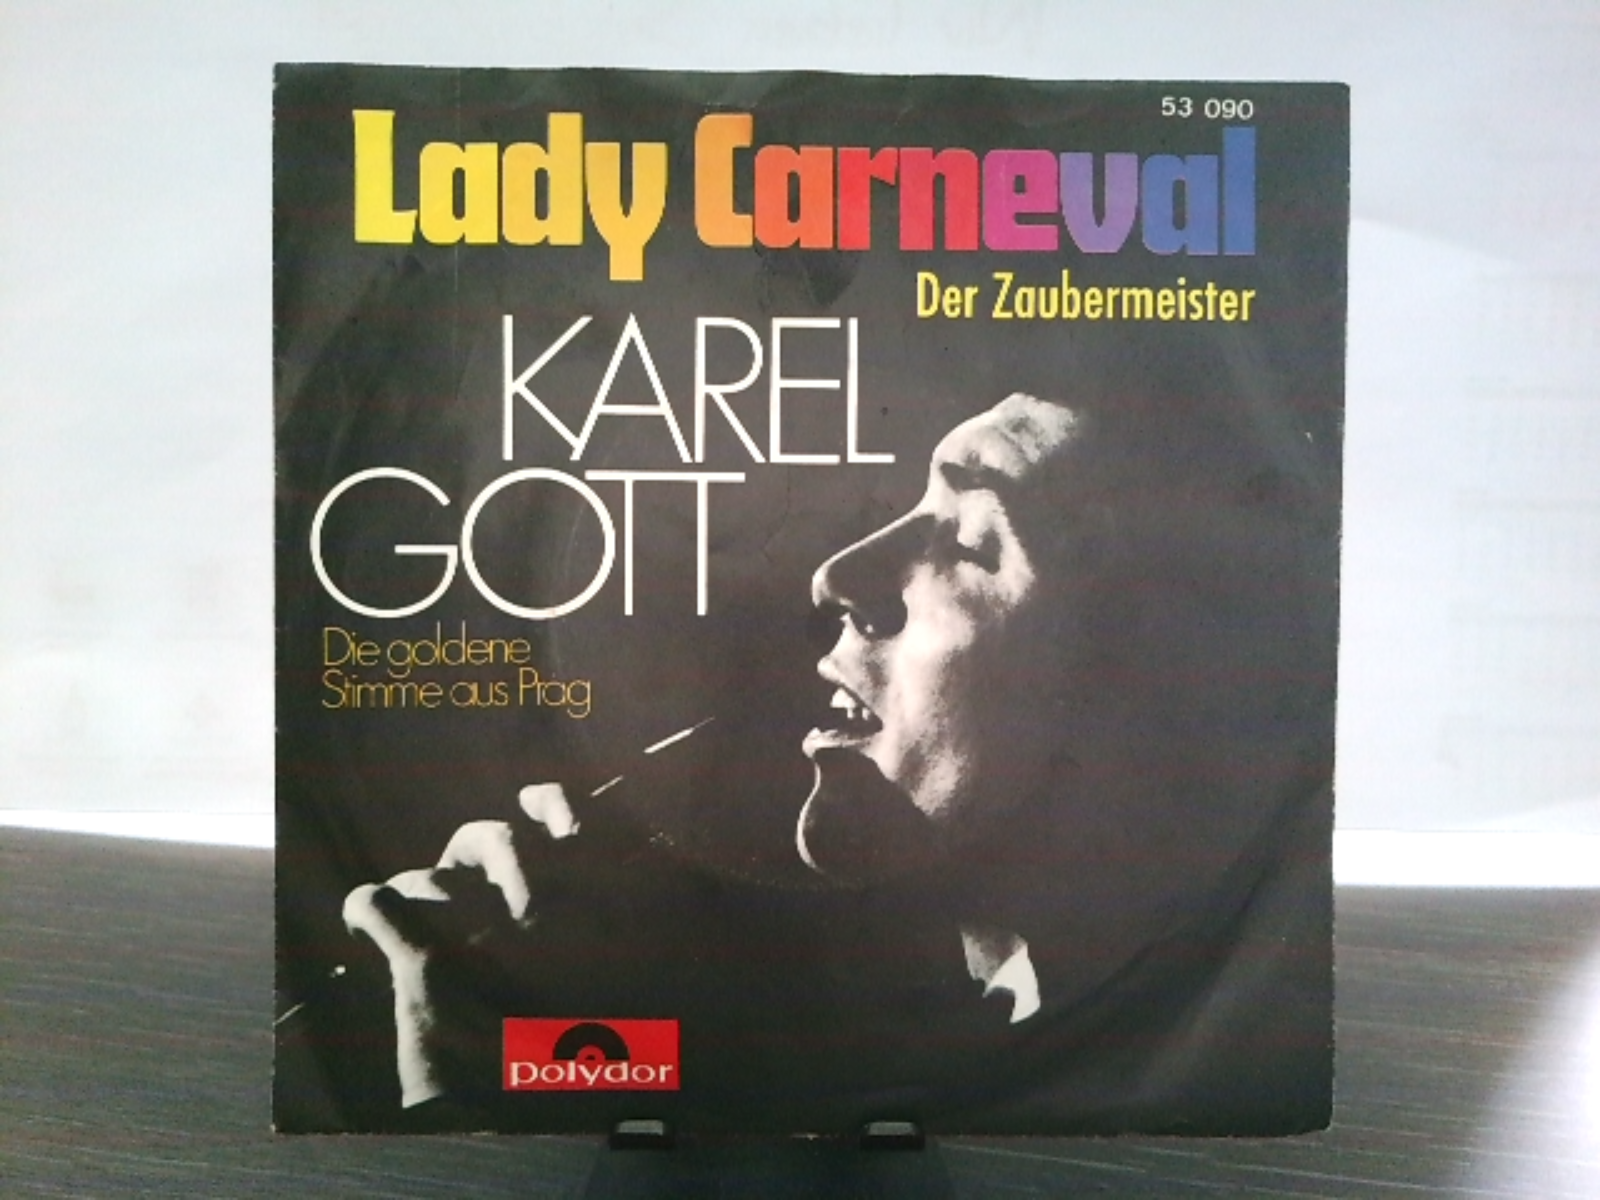 53 090
Lady Carneval
Der Zaubermeister
KAREL
GOTT
Die goldene
Stimme aus Prag
polydor